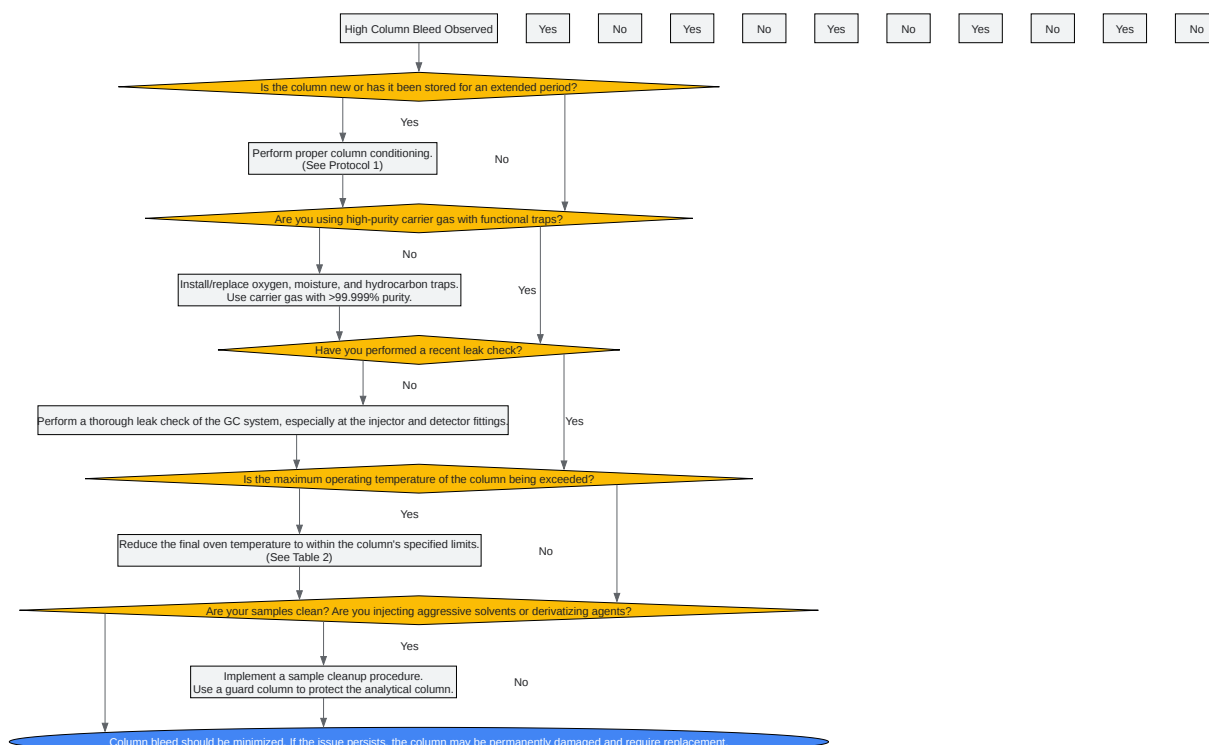 High Column Bleed Observed
Yes
No
Yes
No
Yes
No
Yes
No
Yes
No
Is the column new or has it been stored for an extended period?
Yes
Perform proper column conditioning.
(See Protocol 1)
No
Are you using high-purity carrier gas with functional traps?
No
Install/replace oxygen, moisture, and hydrocarbon traps.
Use carrier gas with >99.999% purity.
Yes
Have you performed a recent leak check?
No
Perform a thorough leak check of the GC system, especially at the injector and detector fittings.
Yes
Is the maximum operating temperature of the column being exceeded?
Yes
Reduce the final oven temperature to within the column's specified limits.
(See Table 2)
No
Are your samples clean? Are you injecting aggressive solvents or derivatizing agents?
Yes
Implement a sample cleanup procedure.
Use a guard column to protect the analytical column.
No
Column bleed should be minimized. If the issue persists, the column may be permanently damaged and require replacement.